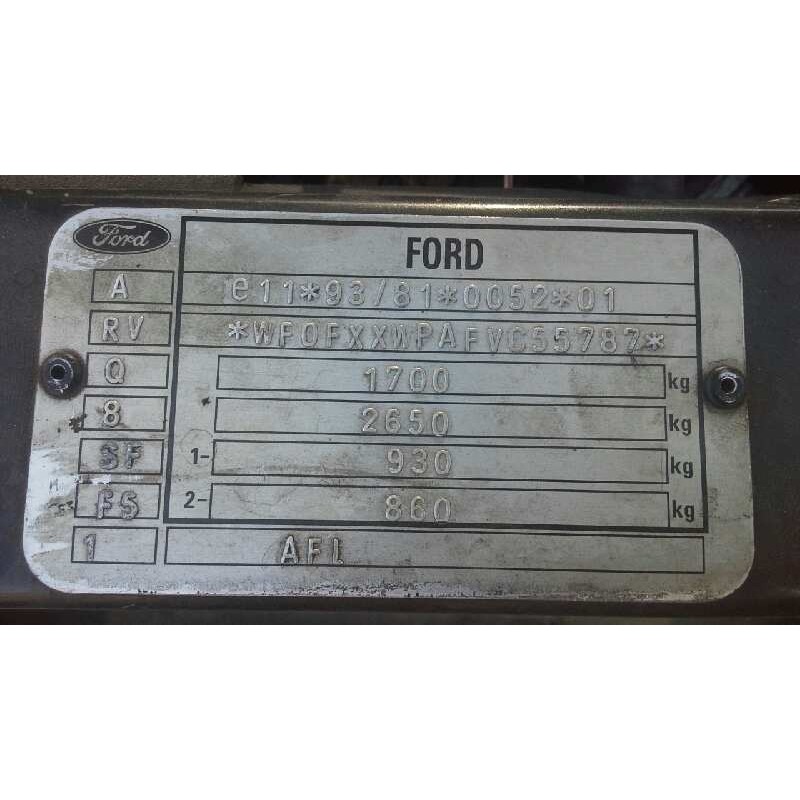 Ford
FORD
A e11*93/81*0052*01
RV *WF0FXXWPAFVC55787*
Q 1700 kg
8 2650 kg
SF 1- 930 kg
FS 2- 860 kg
1 AFL